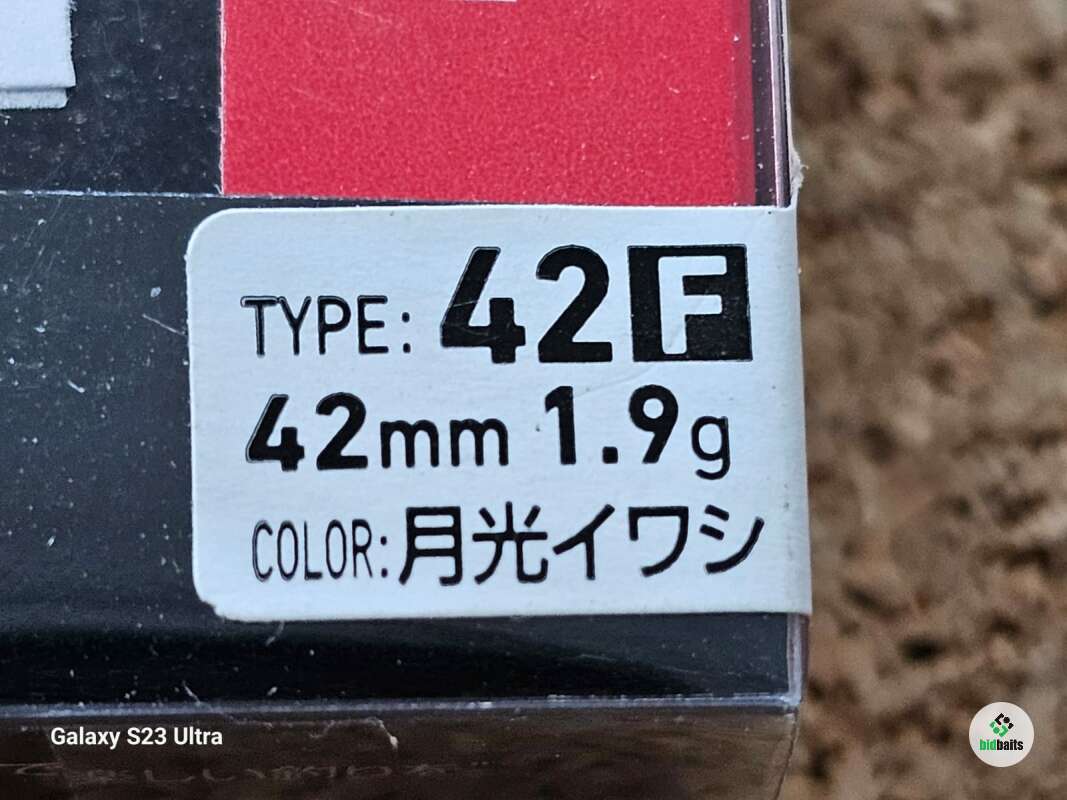 TYPE: 42F
42mm 1.9g
COLOR: 月光イワシ
Galaxy S23 Ultra
bidbaits